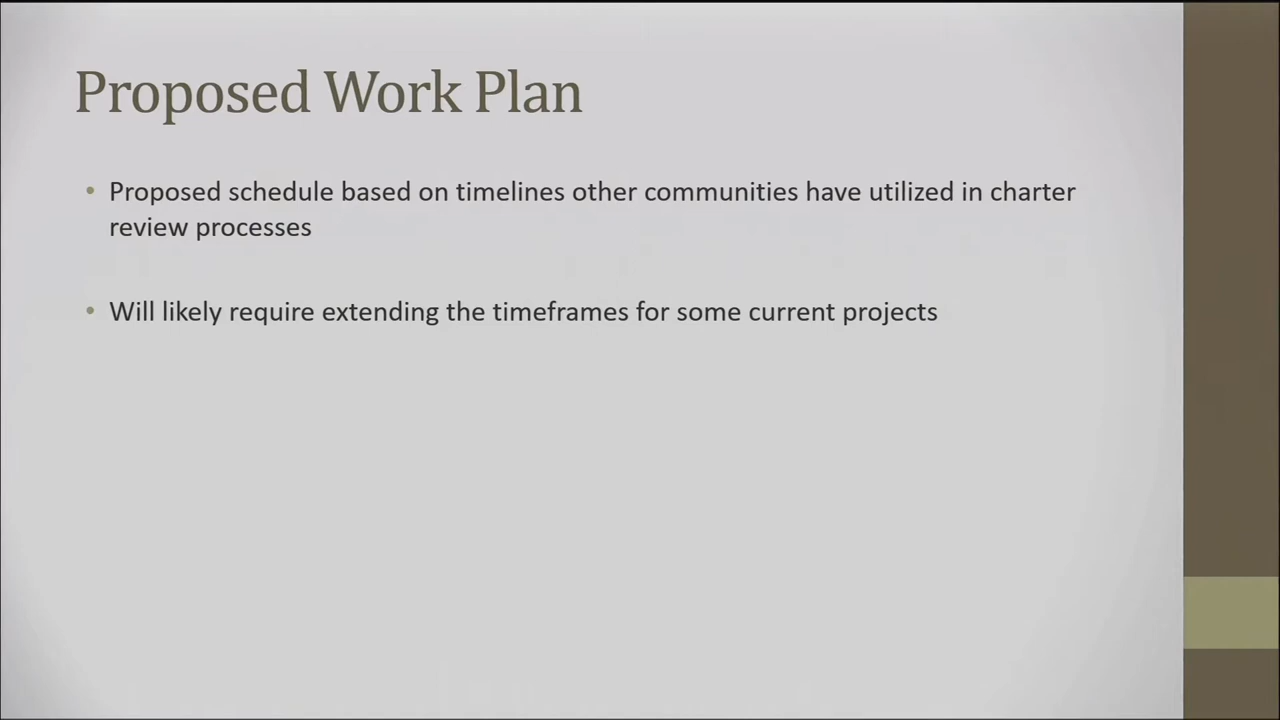 Proposed Work Plan
• Proposed schedule based on timelines other communities have utilized in charter
review processes
• Will likely require extending the timeframes for some current projects